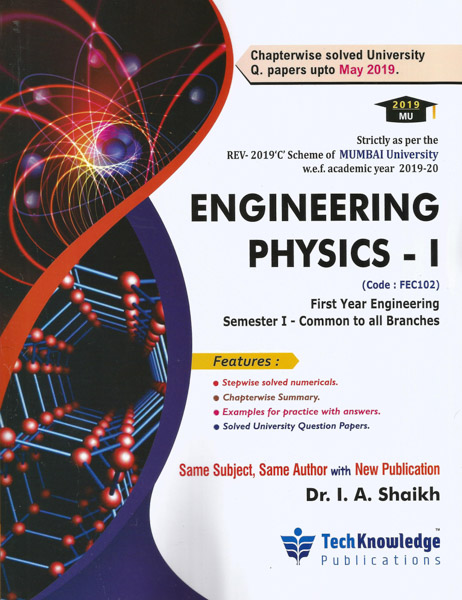 Chapterwise solved University
Q. papers upto May 2019.
2019
MU
Strictly as per the
REV- 2019'C' Scheme of MUMBAI University
w.e.f. academic year 2019-20
ENGINEERING
PHYSICS - I
(Code : FEC102)
First Year Engineering
Semester I - Common to all Branches
Features :
Stepwise solved numericals.
Chapterwise Summary.
Examples for practice with answers.
Solved University Question Papers.
Same Subject, Same Author with New Publication
Dr. I. A. Shaikh
TechKnowledge™
Publications